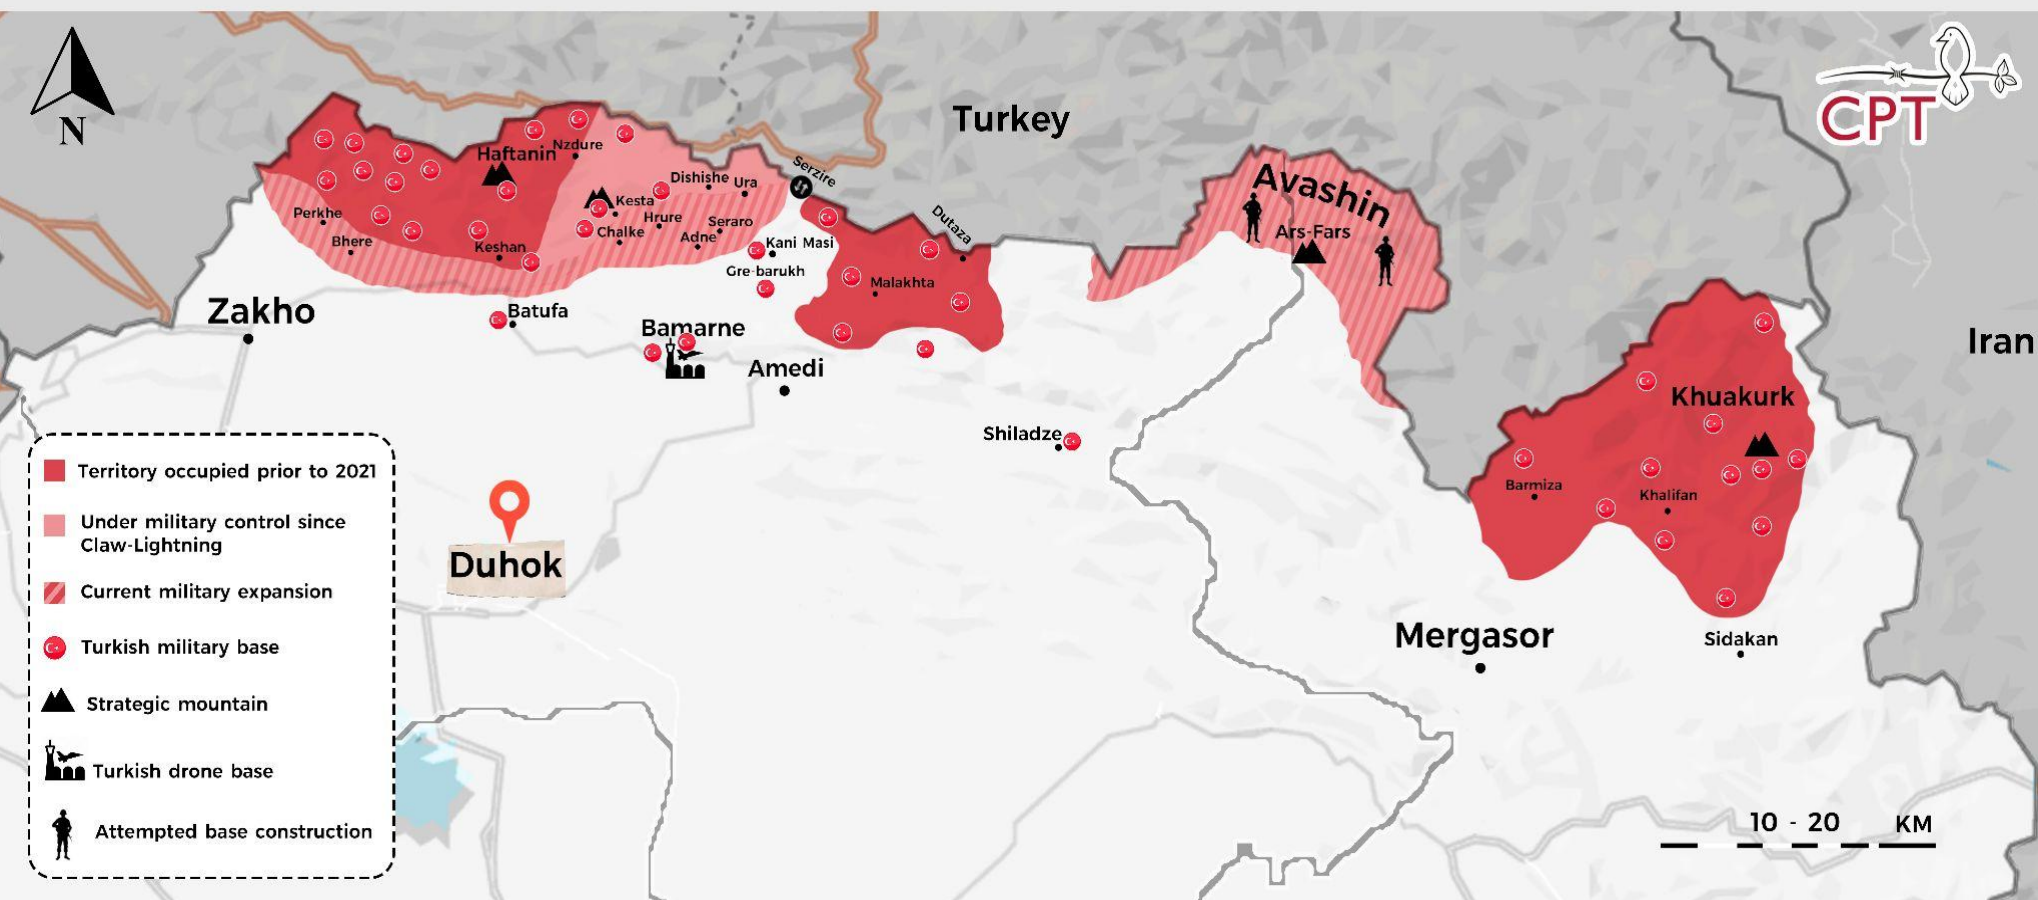 N
Turkey
CPT
Serzire
Avashin
Haftanin
Nzdure
Dishishe
Ura
Kesta
Perkhe
Hrure
Seraro
Dutaza
Bhere
Chalke
Adne
Kani Masi
Ars-Fars
Keshan
Gre-barukh
Malakhta
Zakho
Batufa
Bamarne
Iran
Amedi
Khuakurk
Shiladze
Barmiza
Khalifan
Duhok
Mergasor
Sidakan
Territory occupied prior to 2021
Under military control since
Claw-Lightning
Current military expansion
Turkish military base
Strategic mountain
Turkish drone base
Attempted base construction
10 - 20 KM